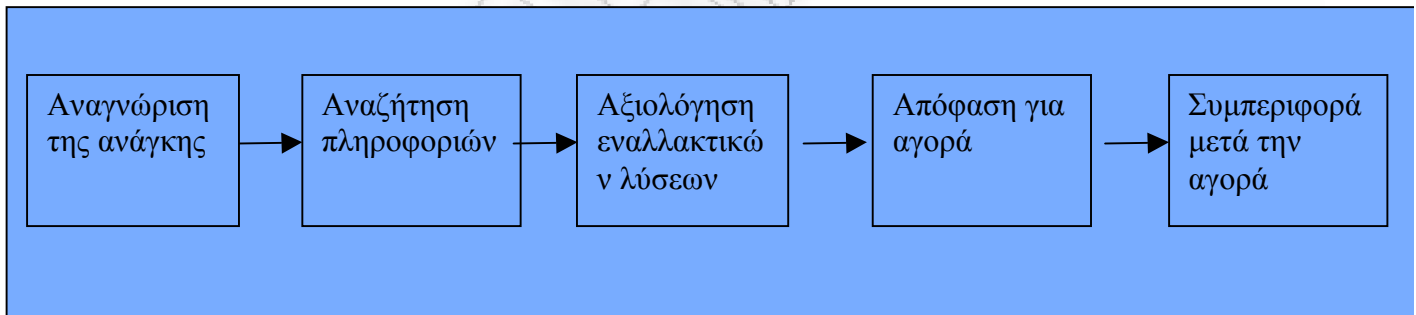 Αναγνώριση
της ανάγκης
Αναζήτηση
πληροφοριών
Αξιολόγηση
εναλλακτικώ
ν λύσεων
Απόφαση για
αγορά
Συμπεριφορά
μετά την
αγορά